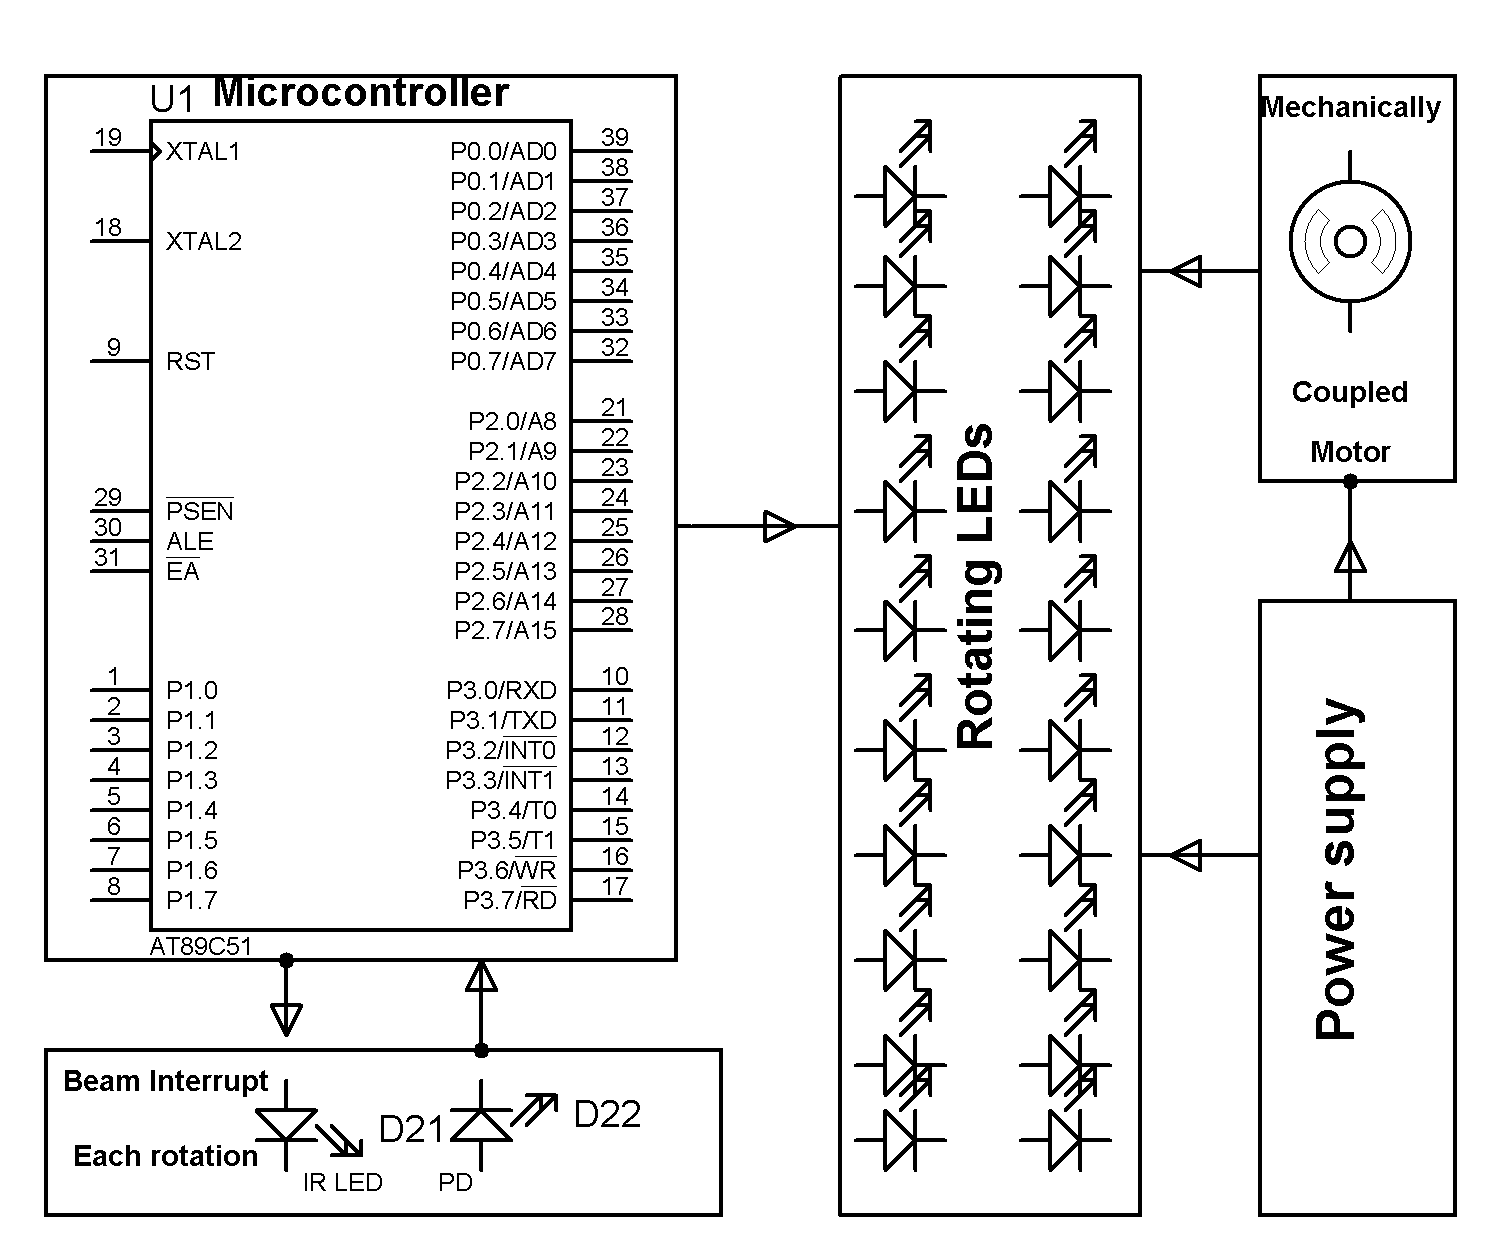 U1 Microcontroller
19 XTAL1
18 XTAL2
9 RST
29 PSEN
30 ALE
31 EA
1 P1.0
2 P1.1
3 P1.2
4 P1.3
5 P1.4
6 P1.5
7 P1.6
8 P1.7
P0.0/AD0 39
P0.1/AD1 38
P0.2/AD2 37
P0.3/AD3 36
P0.4/AD4 35
P0.5/AD5 34
P0.6/AD6 33
P0.7/AD7 32
P2.0/A8 21
P2.1/A9 22
P2.2/A10 23
P2.3/A11 24
P2.4/A12 25
P2.5/A13 26
P2.6/A14 27
P2.7/A15 28
P3.0/RXD 10
P3.1/TXD 11
P3.2/INT0 12
P3.3/INT1 13
P3.4/T0 14
P3.5/T1 15
P3.6/WR 16
P3.7/RD 17
AT89C51
Beam Interrupt
Each rotation
D21
D22
IR LED
PD
Rotating LEDs
Mechanically
Coupled
Motor
Power supply